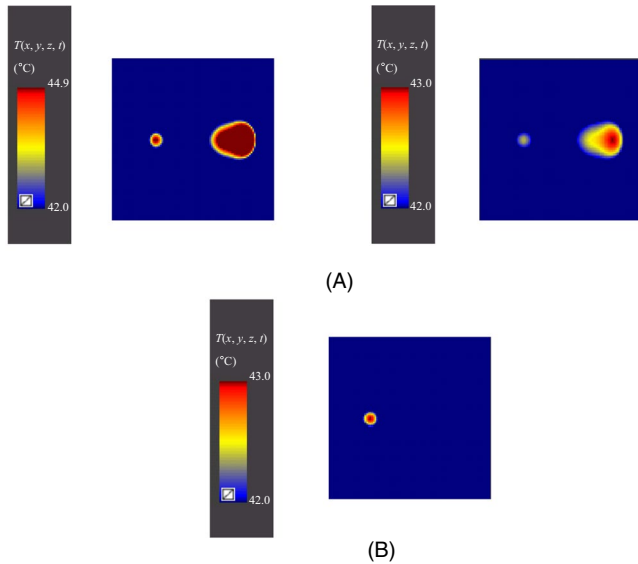 T(x, y, z, t)
(°C)
44.9
42.0
T(x, y, z, t)
(°C)
43.0
42.0
(A)
T(x, y, z, t)
(°C)
43.0
42.0
(B)